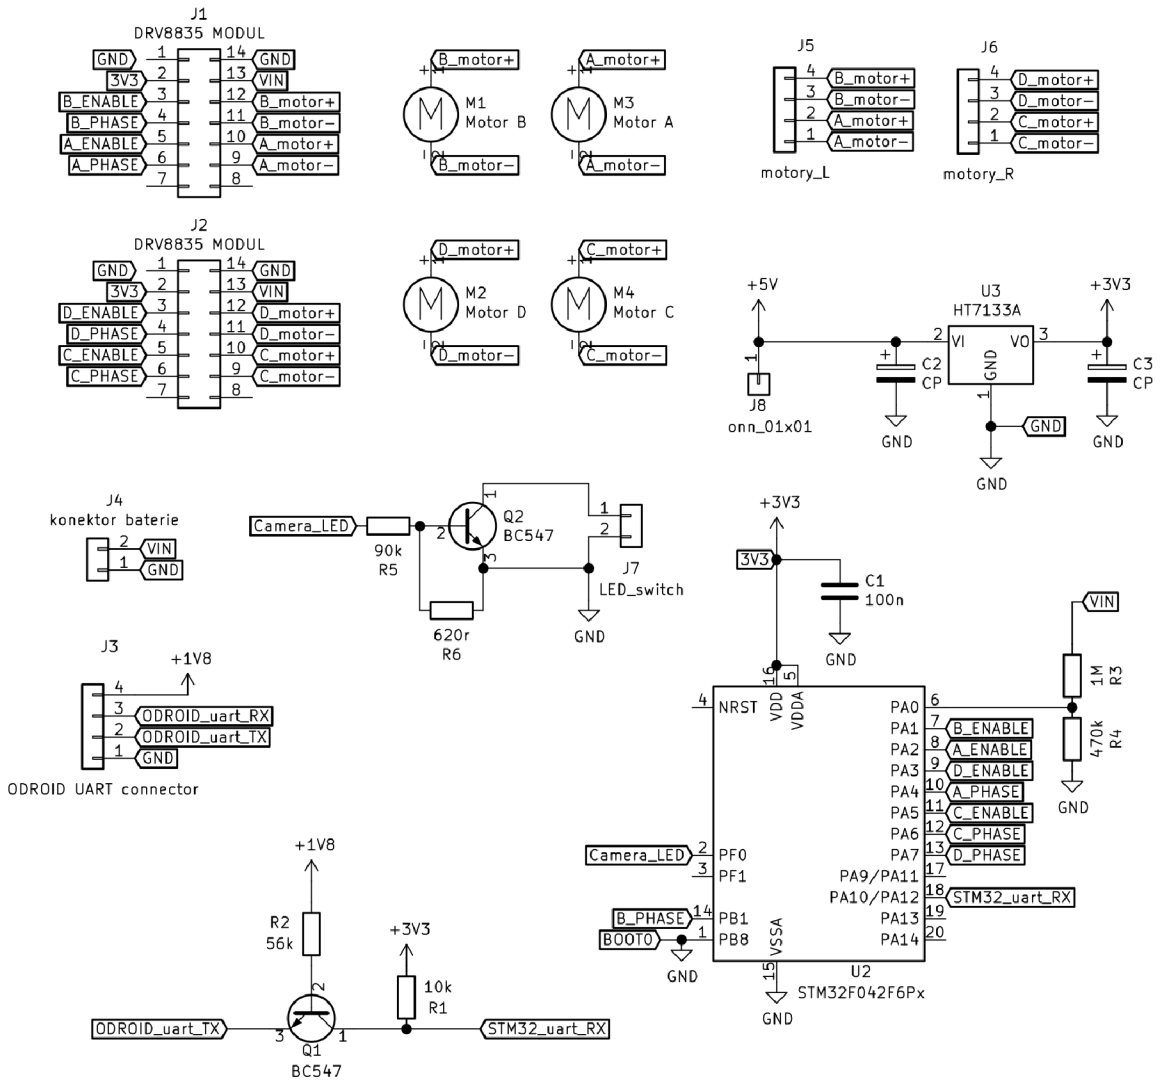 J1
DRV8835 MODUL
GND 1 14 GND
3V3 2 13 VIN
B_ENABLE 3 12 B_motor+
B_PHASE 4 11 B_motor-
A_ENABLE 5 10 A_motor+
A_PHASE 6 9 A_motor-
7 8
B_motor+
+ 1
M1
Motor B
- 2
B_motor-
A_motor+
+ 1
M3
Motor A
- 2
A_motor-
J5
4 B_motor+
3 B_motor-
2 A_motor+
1 A_motor-
motory_L
J6
4 D_motor+
3 D_motor-
2 C_motor+
1 C_motor-
motory_R
J2
DRV8835 MODUL
GND 1 14 GND
3V3 2 13 VIN
D_ENABLE 3 12 D_motor+
D_PHASE 4 11 D_motor-
C_ENABLE 5 10 C_motor+
C_PHASE 6 9 C_motor-
7 8
D_motor+
+ 1
M2
Motor D
- 2
D_motor-
C_motor+
+ 1
M4
Motor C
- 2
C_motor-
+5V
1
J8
onn_01x01
+
C2
CP
GND
U3
HT7133A
2 VI VO 3
GND
1
GND
GND
+3V3
+
C3
CP
GND
J4
konektor baterie
2 VIN
1 GND
Camera_LED
90k
R5
2
1
Q2
BC547
3
620r
R6
1
2
J7
LED_switch
GND
+3V3
3V3
C1
100n
GND
VIN
1M
R3
470k
R4
GND
J3
+1V8
4
3 ODROID_uart_RX
2 ODROID_uart_TX
1 GND
ODROID UART connector
16 5
VDD VDDA
4 NRST
PA0 6
PA1 7 B_ENABLE
PA2 8 A_ENABLE
PA3 9 D_ENABLE
PA4 10 A_PHASE
PA5 11 C_ENABLE
PA6 12 C_PHASE
Camera_LED 2 PF0
PA7 13 D_PHASE
3 PF1
PA9/PA11 17
PA10/PA12 18 STM32_uart_RX
B_PHASE 14 PB1
PA13 19
BOOT0 1 PB8
PA14 20
GND
VSSA
15
U2
STM32F042F6Px
GND
+1V8
R2
56k
2
+3V3
10k
R1
ODROID_uart_TX 3 1 STM32_uart_RX
Q1
BC547